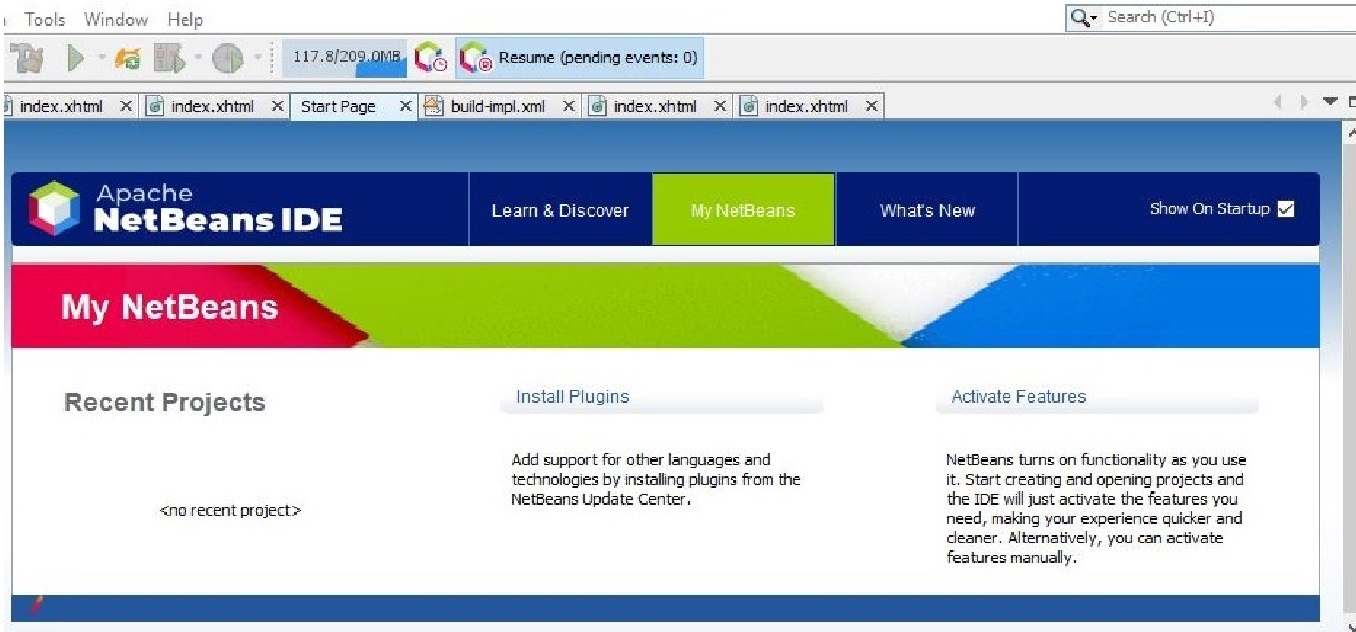 Tools Window Help
Search (Ctrl+I)
117.8/209.0MB
Resume (pending events: 0)
index.xhtml index.xhtml Start Page build-impl.xml index.xhtml index.xhtml
Apache
NetBeans IDE
Learn & Discover
My NetBeans
What's New
Show On Startup
My NetBeans
Recent Projects
<no recent project>
Install Plugins
Add support for other languages and
technologies by installing plugins from the
NetBeans Update Center.
Activate Features
NetBeans turns on functionality as you use
it. Start creating and opening projects and
the IDE will just activate the features you
need, making your experience quicker and
cleaner. Alternatively, you can activate
features manually.